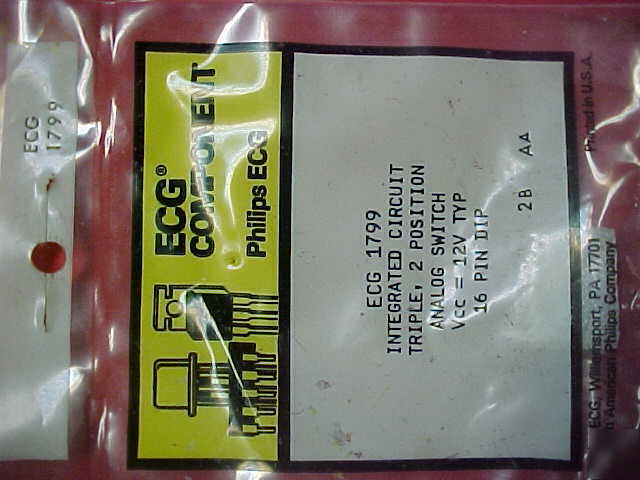 ECG
1799
ECG®
COMPONENT
Philips ECG
ECG 1799
INTEGRATED CIRCUIT
TRIPLE, 2 POSITION
ANALOG SWITCH
VCC = 12V TYP
16 PIN DIP
2B AA
Printed in U.S.A.
ECG, Williamsport, PA 17701
American Philips Company